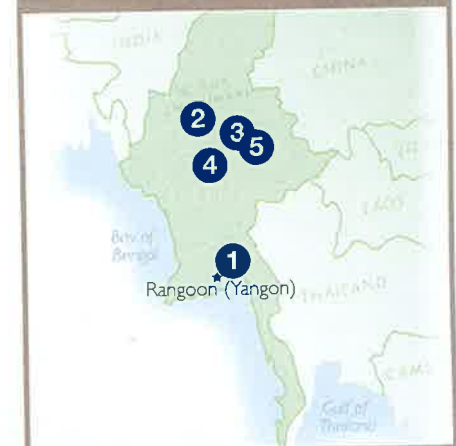 INDIA
CHINA
2
3
5
4
LAOS
Bay of
Bengal
1
Rangoon (Yangon)
THAILAND
Gulf of
Thailand